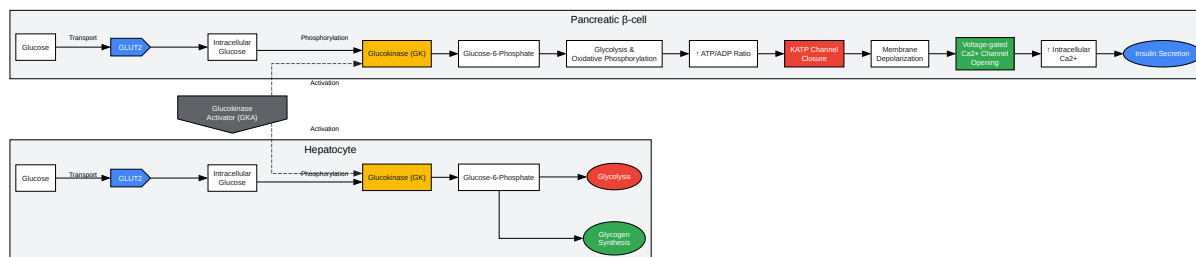 Pancreatic β-cell
Glucose
Transport
GLUT2
Intracellular
Glucose
Phosphorylation
Glucokinase (GK)
Glucose-6-Phosphate
Glycolysis &
Oxidative Phosphorylation
↑ ATP/ADP Ratio
KATP Channel
Closure
Membrane
Depolarization
Voltage-gated
Ca2+ Channel
Opening
↑ Intracellular
Ca2+
Insulin Secretion
Activation
Glucokinase
Activator (GKA)
Activation
Hepatocyte
Glucose
Transport
GLUT2
Intracellular
Glucose
Phosphorylation
Glucokinase (GK)
Glucose-6-Phosphate
Glycolysis
Glycogen
Synthesis